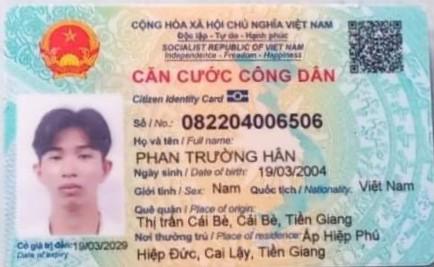 CỘNG HÒA XÃ HỘI CHỦ NGHĨA VIỆT NAM
Độc lập - Tự do - Hạnh phúc
SOCIALIST REPUBLIC OF VIET NAM
Independence - Freedom - Happiness
CĂN CƯỚC CÔNG DÂN
Citizen Identity Card
Số / No.: 082204006506
Họ và tên / Full name:
PHAN TRƯỜNG HÂN
Ngày sinh / Date of birth: 19/03/2004
Giới tính / Sex: Nam Quốc tịch / Nationality: Việt Nam
Quê quán / Place of origin:
Thị trấn Cái Bè, Cái Bè, Tiền Giang
Nơi thường trú / Place of residence: Ấp Hiệp Phú
Hiệp Đức, Cai Lậy, Tiền Giang
Có giá trị đến: 19/03/2029
Date of expiry